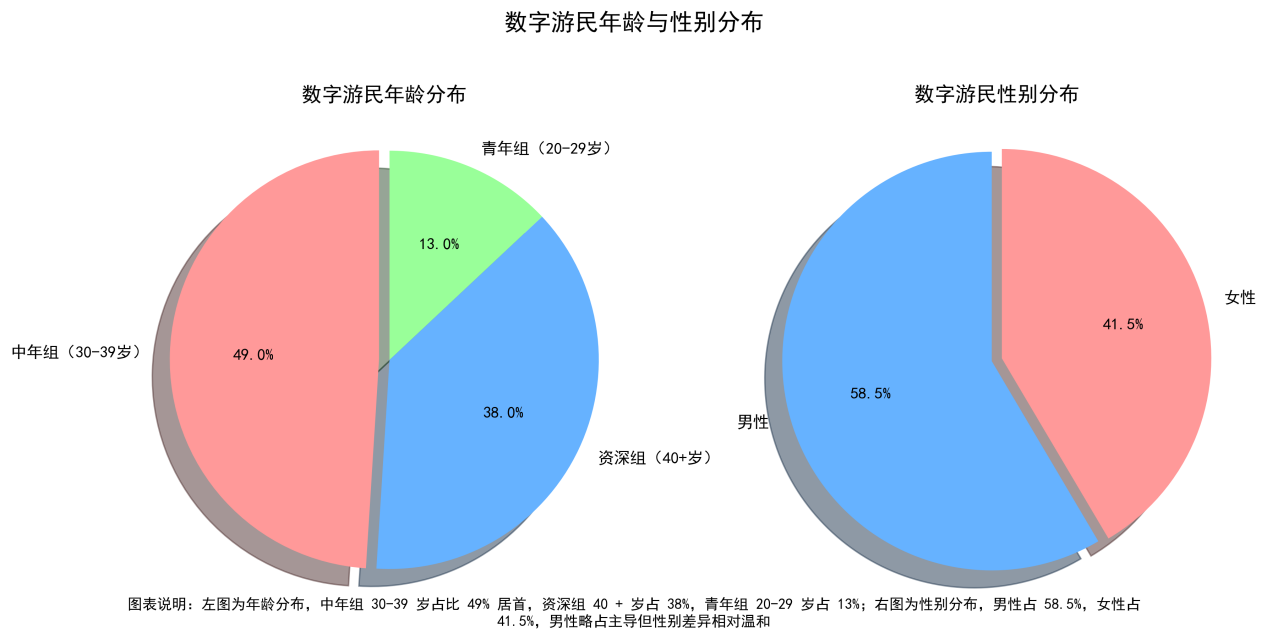 数字游民年龄与性别分布
数字游民年龄分布
青年组（20-29岁）
13.0%
中年组（30-39岁）
49.0%
38.0%
资深组（40+岁）
数字游民性别分布
女性
41.5%
58.5%
男性
图表说明：左图为年龄分布，中年组 30-39 岁占比 49% 居首，资深组 40 + 岁占 38%，青年组 20-29 岁占 13%；右图为性别分布，男性占 58.5%，女性占
41.5%，男性略占主导但性别差异相对温和